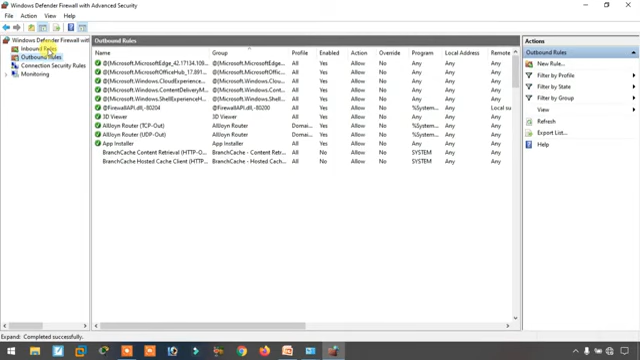 Windows Defender Firewall with Advanced Security
File Action View Help
Windows Defender Firewall wit
Inbound Rules
Outbound Rules
Connection Security Rules
Monitoring
Outbound Rules
Name Group Profile Enabled Action Override Program Local Address Remote
@{Microsoft.MicrosoftEdge_42.17134.109... @{Microsoft.MicrosoftEdge... All Yes Allow No Any Any Any
@{Microsoft.MicrosoftOfficeHub_17.891... @{Microsoft.MicrosoftOffic... All Yes Allow No Any Any Any
@{Microsoft.Windows.CloudExperience... @{Microsoft.Windows.Clou... All Yes Allow No Any Any Any
@{Microsoft.Windows.ContentDeliveryM... @{Microsoft.Windows.Cont... All Yes Allow No Any Any Any
@{Microsoft.Windows.ShellExperienceH... @{Microsoft.Windows.Shell... All Yes Allow No Any Any Any
@FirewallAPI.dll,-80204 @FirewallAPI.dll,-80200 All Yes Allow No %System... Any Local su
3D Viewer 3D Viewer All Yes Allow No Any Any Any
AllJoyn Router (TCP-Out) AllJoyn Router Domai... Yes Allow No %System... Any Any
AllJoyn Router (UDP-Out) AllJoyn Router Domai... Yes Allow No %System... Any Any
App Installer App Installer All Yes Allow No Any Any Any
BranchCache Content Retrieval (HTTP-O... BranchCache - Content Retr... All No Allow No SYSTEM Any Any
BranchCache Hosted Cache Client (HTTP... BranchCache - Hosted Cach... All No Allow No SYSTEM Any Any
Actions
Outbound Rules
New Rule...
Filter by Profile
Filter by State
Filter by Group
View
Refresh
Export List...
Help
Expand: Completed successfully.